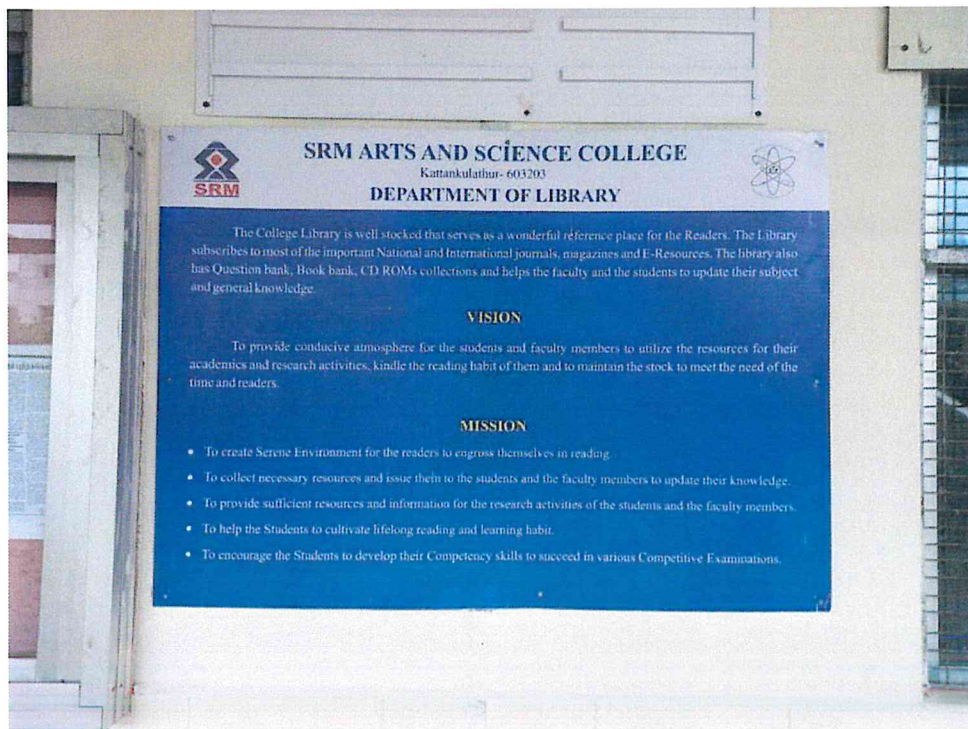 SRM ARTS AND SCIENCE COLLEGE
SRM
Kattankulathur- 603203
DEPARTMENT OF LIBRARY
The College Library is well stocked that serves as a wonderful reference place for the Readers. The Library
subscribes to most of the important National and International journals, magazines and E-Resources. The library also
has Question bank, Book bank, CD ROMs collections and helps the faculty and the students to update their subject
and general knowledge.
VISION
To provide conducive atmosphere for the students and faculty members to utilize the resources for their
academics and research activities, kindle the reading habit of them and to maintain the stock to meet the need of the
time and readers.
MISSION
• To create Serene Environment for the readers to engross themselves in reading
• To collect necessary resources and issue them to the students and the faculty members to update their knowledge.
• To provide sufficient resources and information for the research activities of the students and the faculty members.
• To help the Students to cultivate lifelong reading and learning habit.
• To encourage the Students to develop their Competency skills to succeed in various Competitive Examinations.